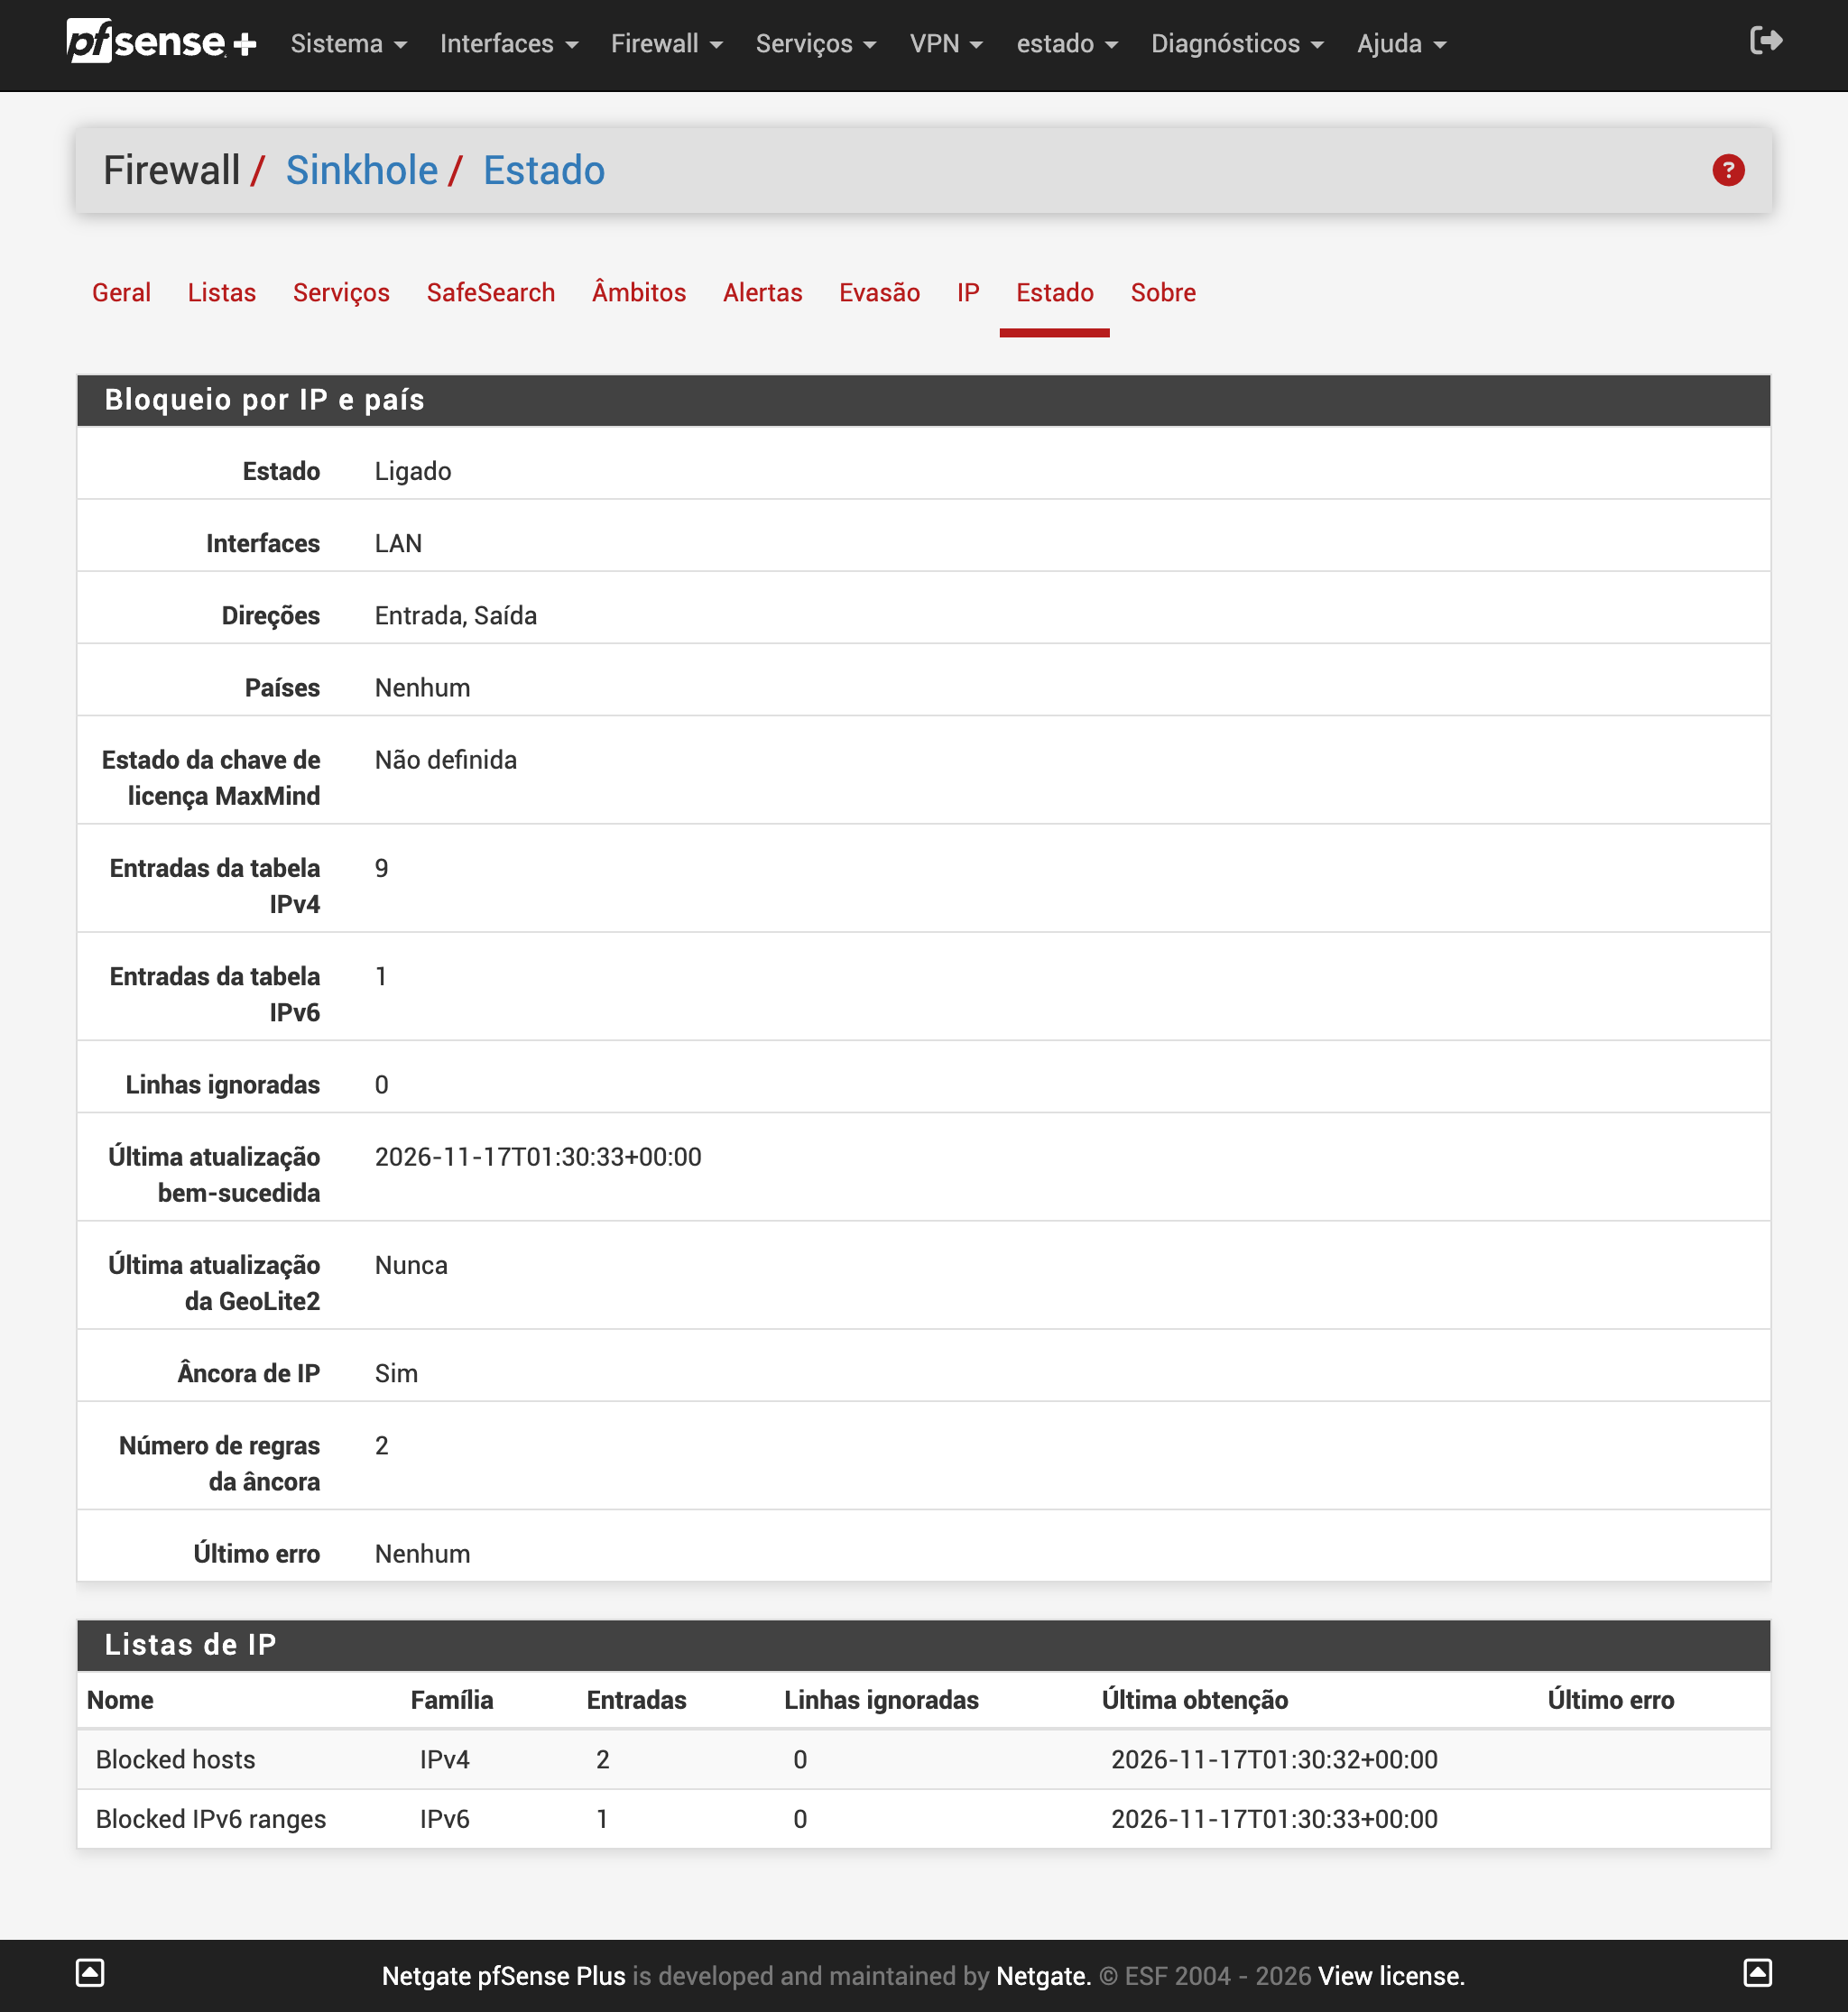 pfsense+ Sistema Interfaces Firewall Serviços VPN estado Diagnósticos Ajuda
Firewall / Sinkhole / Estado
?
Geral Listas Serviços SafeSearch Âmbitos Alertas Evasão IP Estado Sobre
Bloqueio por IP e país
Estado Ligado
Interfaces LAN
Direções Entrada, Saída
Países Nenhum
Estado da chave de Não definida
licença MaxMind
Entradas da tabela 9
IPv4
Entradas da tabela 1
IPv6
Linhas ignoradas 0
Última atualização 2026-11-17T01:30:33+00:00
bem-sucedida
Última atualização Nunca
da GeoLite2
Âncora de IP Sim
Número de regras 2
da âncora
Último erro Nenhum
Listas de IP
Nome Família Entradas Linhas ignoradas Última obtenção Último erro
Blocked hosts IPv4 2 0 2026-11-17T01:30:32+00:00
Blocked IPv6 ranges IPv6 1 0 2026-11-17T01:30:33+00:00
Netgate pfSense Plus is developed and maintained by Netgate. © ESF 2004 - 2026 View license.